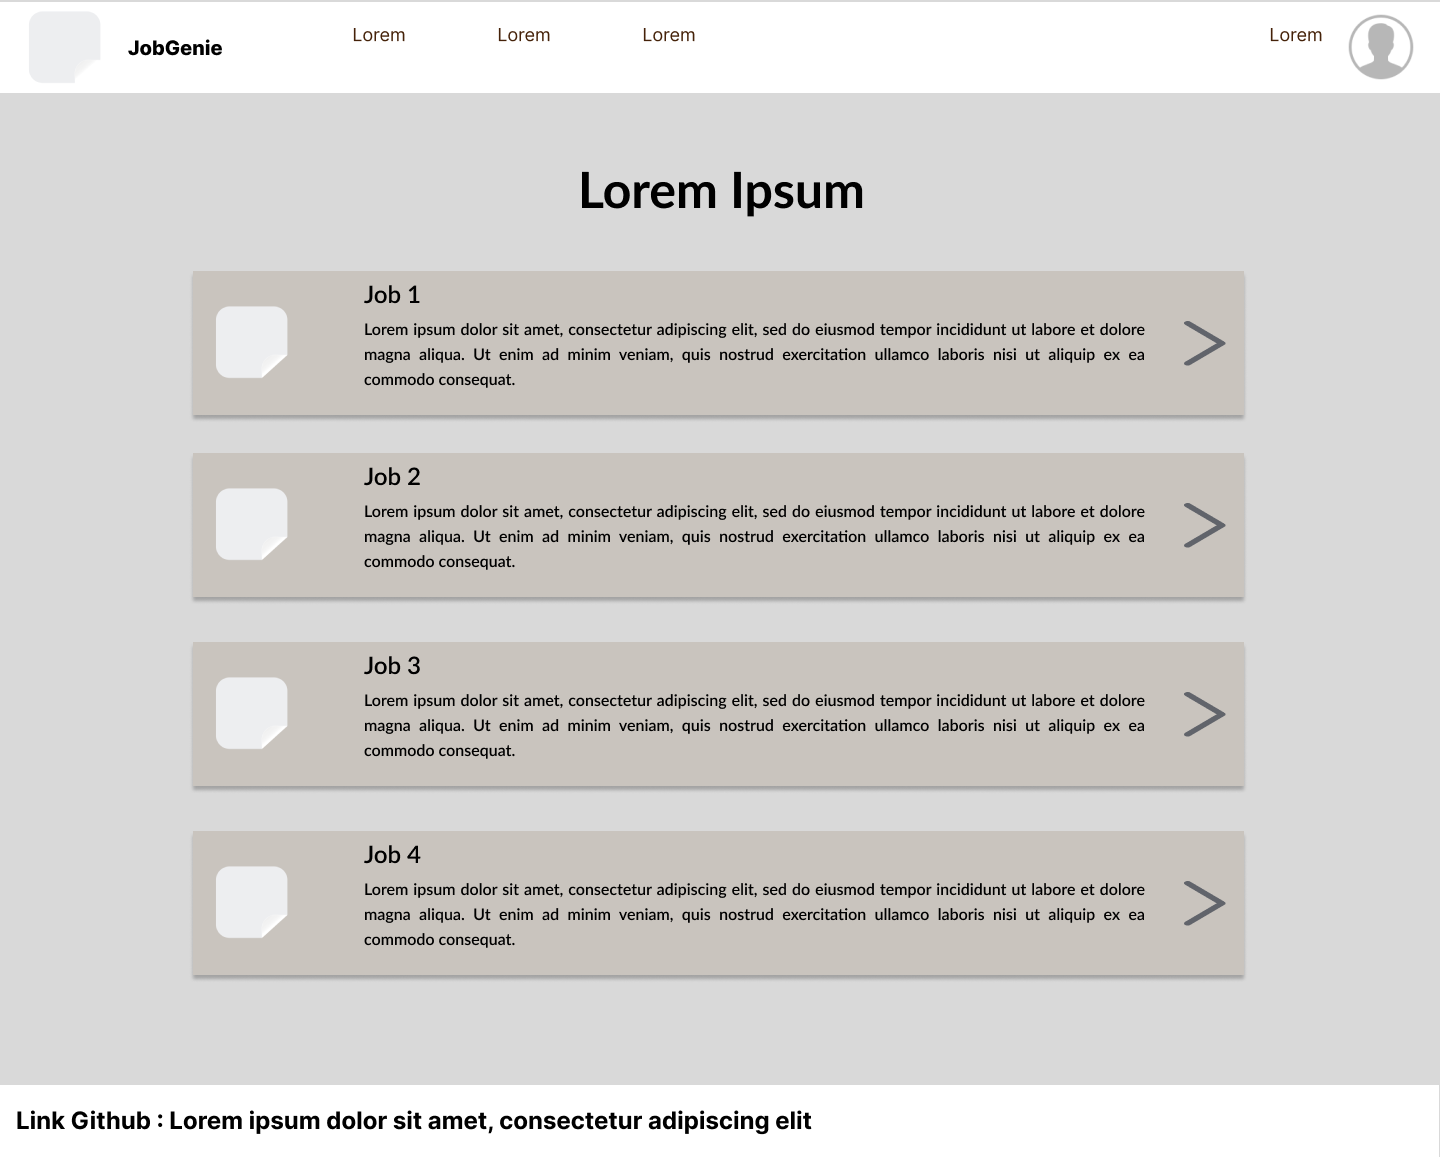 JobGenie Lorem Lorem Lorem Lorem
Lorem Ipsum
Job 1
Lorem ipsum dolor sit amet, consectetur adipiscing elit, sed do eiusmod tempor incididunt ut labore et dolore
magna aliqua. Ut enim ad minim veniam, quis nostrud exercitation ullamco laboris nisi ut aliquip ex ea
commodo consequat.
Job 2
Lorem ipsum dolor sit amet, consectetur adipiscing elit, sed do eiusmod tempor incididunt ut labore et dolore
magna aliqua. Ut enim ad minim veniam, quis nostrud exercitation ullamco laboris nisi ut aliquip ex ea
commodo consequat.
Job 3
Lorem ipsum dolor sit amet, consectetur adipiscing elit, sed do eiusmod tempor incididunt ut labore et dolore
magna aliqua. Ut enim ad minim veniam, quis nostrud exercitation ullamco laboris nisi ut aliquip ex ea
commodo consequat.
Job 4
Lorem ipsum dolor sit amet, consectetur adipiscing elit, sed do eiusmod tempor incididunt ut labore et dolore
magna aliqua. Ut enim ad minim veniam, quis nostrud exercitation ullamco laboris nisi ut aliquip ex ea
commodo consequat.
Link Github : Lorem ipsum dolor sit amet, consectetur adipiscing elit